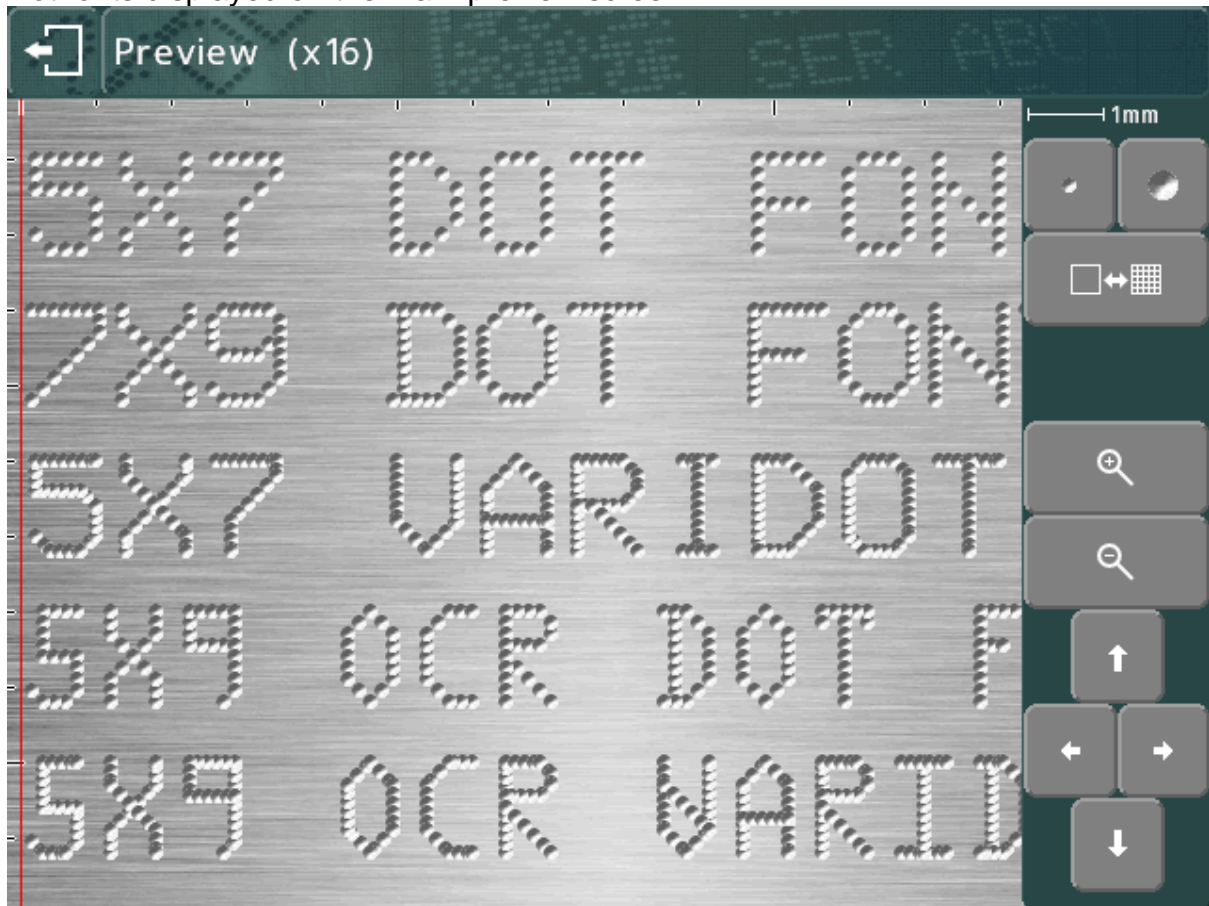 Preview (x16)
1mm
5X7 DOT FON
7X9 DOT FON
5X7 VARIDOT
5X9 OCR DOT F
5X9 OCR VARID